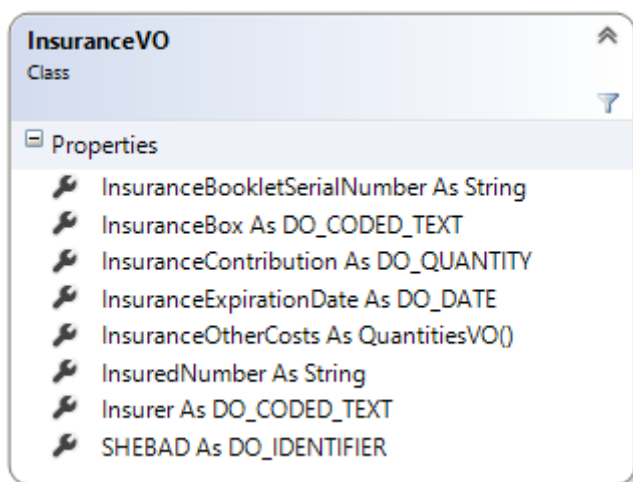 InsuranceVO
Class
Properties
InsuranceBookletSerialNumber As String
InsuranceBox As DO_CODED_TEXT
InsuranceContribution As DO_QUANTITY
InsuranceExpirationDate As DO_DATE
InsuranceOtherCosts As QuantitiesVO()
InsuredNumber As String
Insurer As DO_CODED_TEXT
SHEBAD As DO_IDENTIFIER